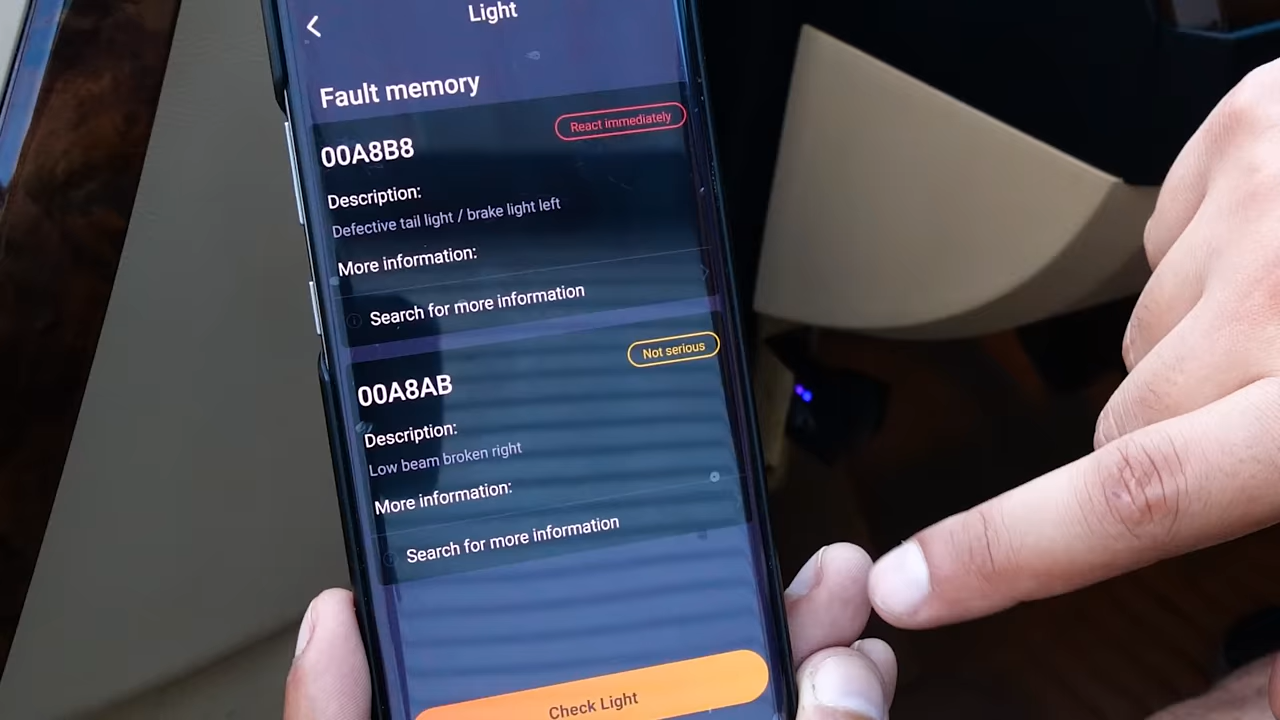 Light
Fault memory
React immediately
00A8B8
Description:
Defective tail light / brake light left
More information:
Search for more information
Not serious
00A8AB
Description:
Low beam broken right
More information:
Search for more information
Check Light